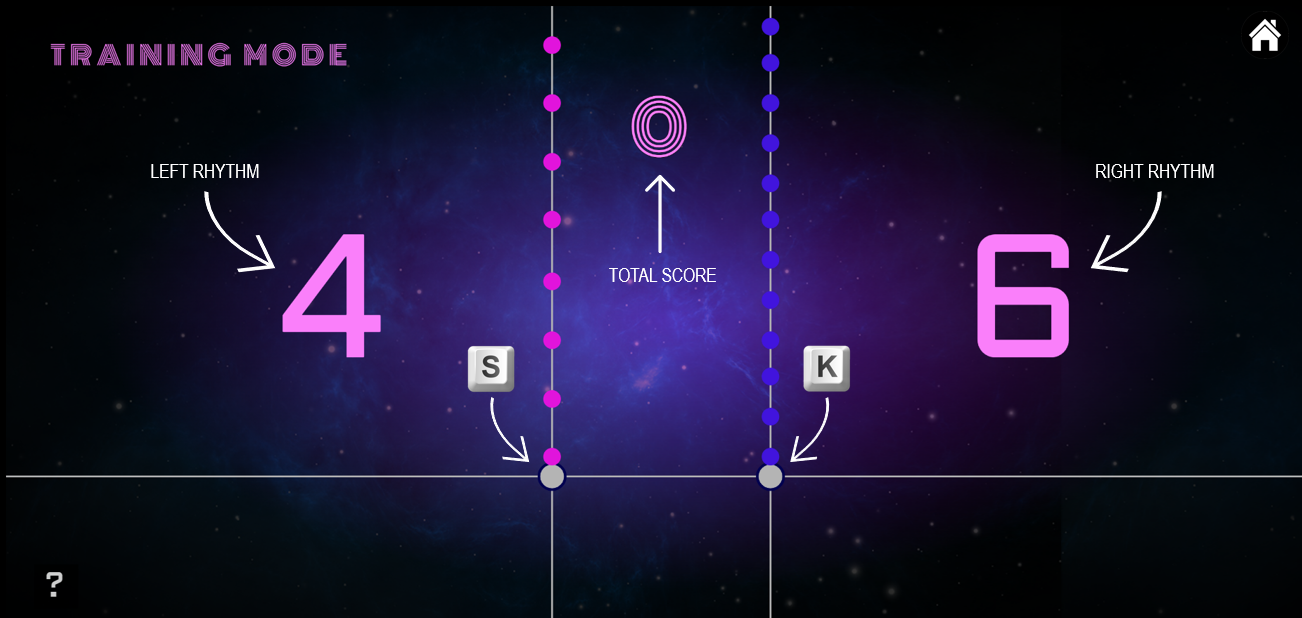 TRAINING MODE
0
LEFT RHYTHM
RIGHT RHYTHM
4
6
TOTAL SCORE
S
K
?